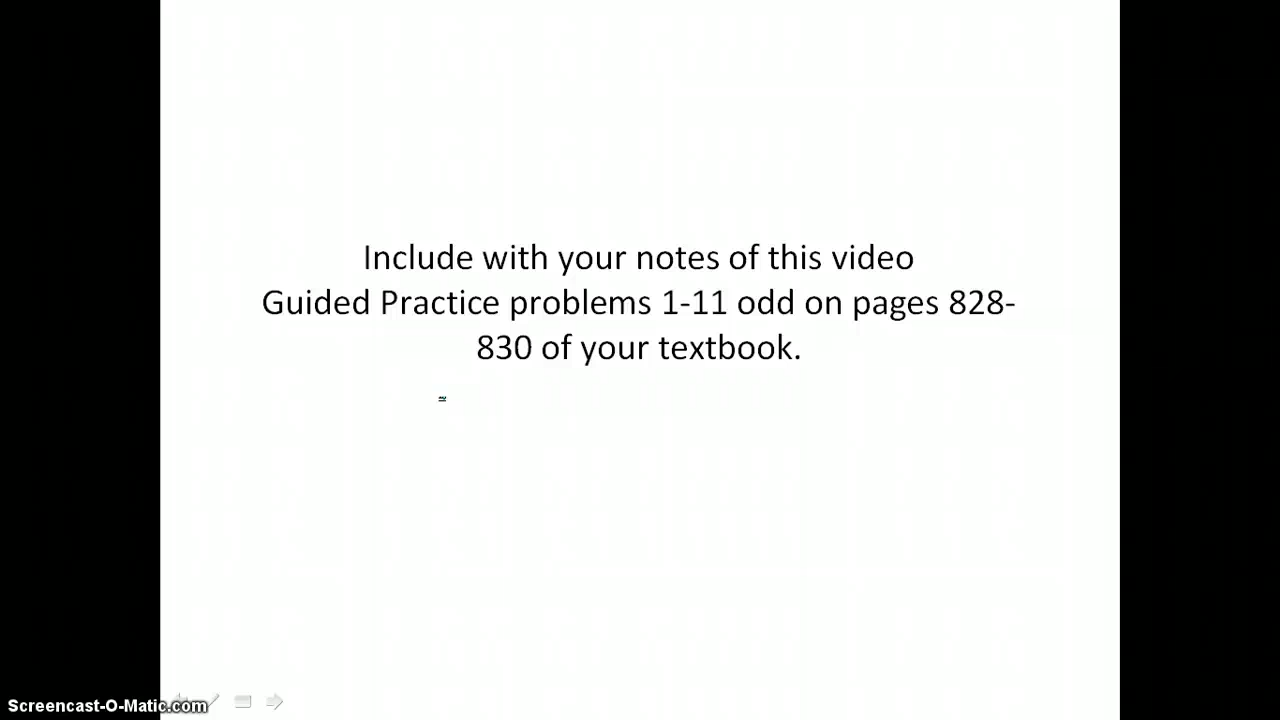 Include with your notes of this video
Guided Practice problems 1-11 odd on pages 828-
830 of your textbook.
Screencast-O-Matic.com